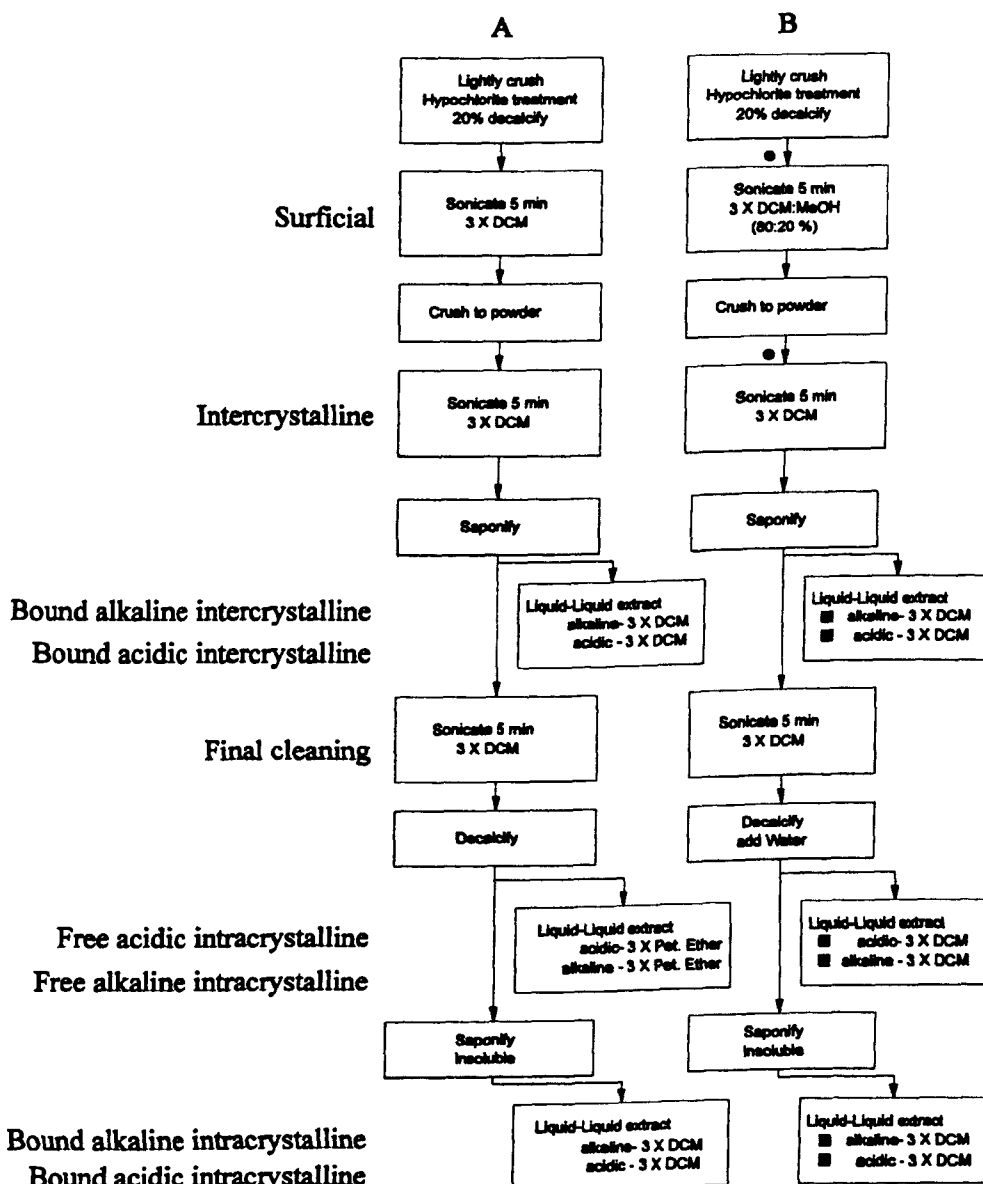 A
B
Lightly crush
Hypochlorite treatment
20% decalcify
Lightly crush
Hypochlorite treatment
20% decalcify
Surficial
Sonicate 5 min
3 X DCM
Sonicate 5 min
3 X DCM:MeOH
(80:20 %)
Crush to powder
Crush to powder
Intercrystalline
Sonicate 5 min
3 X DCM
Sonicate 5 min
3 X DCM
Saponify
Saponify
Bound alkaline intercrystalline
Bound acidic intercrystalline
Liquid-Liquid extract
alkaline- 3 X DCM
acidic - 3 X DCM
Liquid-Liquid extract
alkaline- 3 X DCM
acidic - 3 X DCM
Final cleaning
Sonicate 5 min
3 X DCM
Sonicate 5 min
3 X DCM
Decalcify
Decalcify
add Water
Free acidic intracrystalline
Free alkaline intracrystalline
Liquid-Liquid extract
acidic- 3 X Pet. Ether
alkaline - 3 X Pet. Ether
Liquid-Liquid extract
acidic- 3 X DCM
alkaline - 3 X DCM
Saponify
Insoluble
Saponify
Insoluble
Bound alkaline intracrystalline
Bound acidic intracrystalline
Liquid-Liquid extract
alkaline- 3 X DCM
acidic - 3 X DCM
Liquid-Liquid extract
alkaline- 3 X DCM
acidic - 3 X DCM